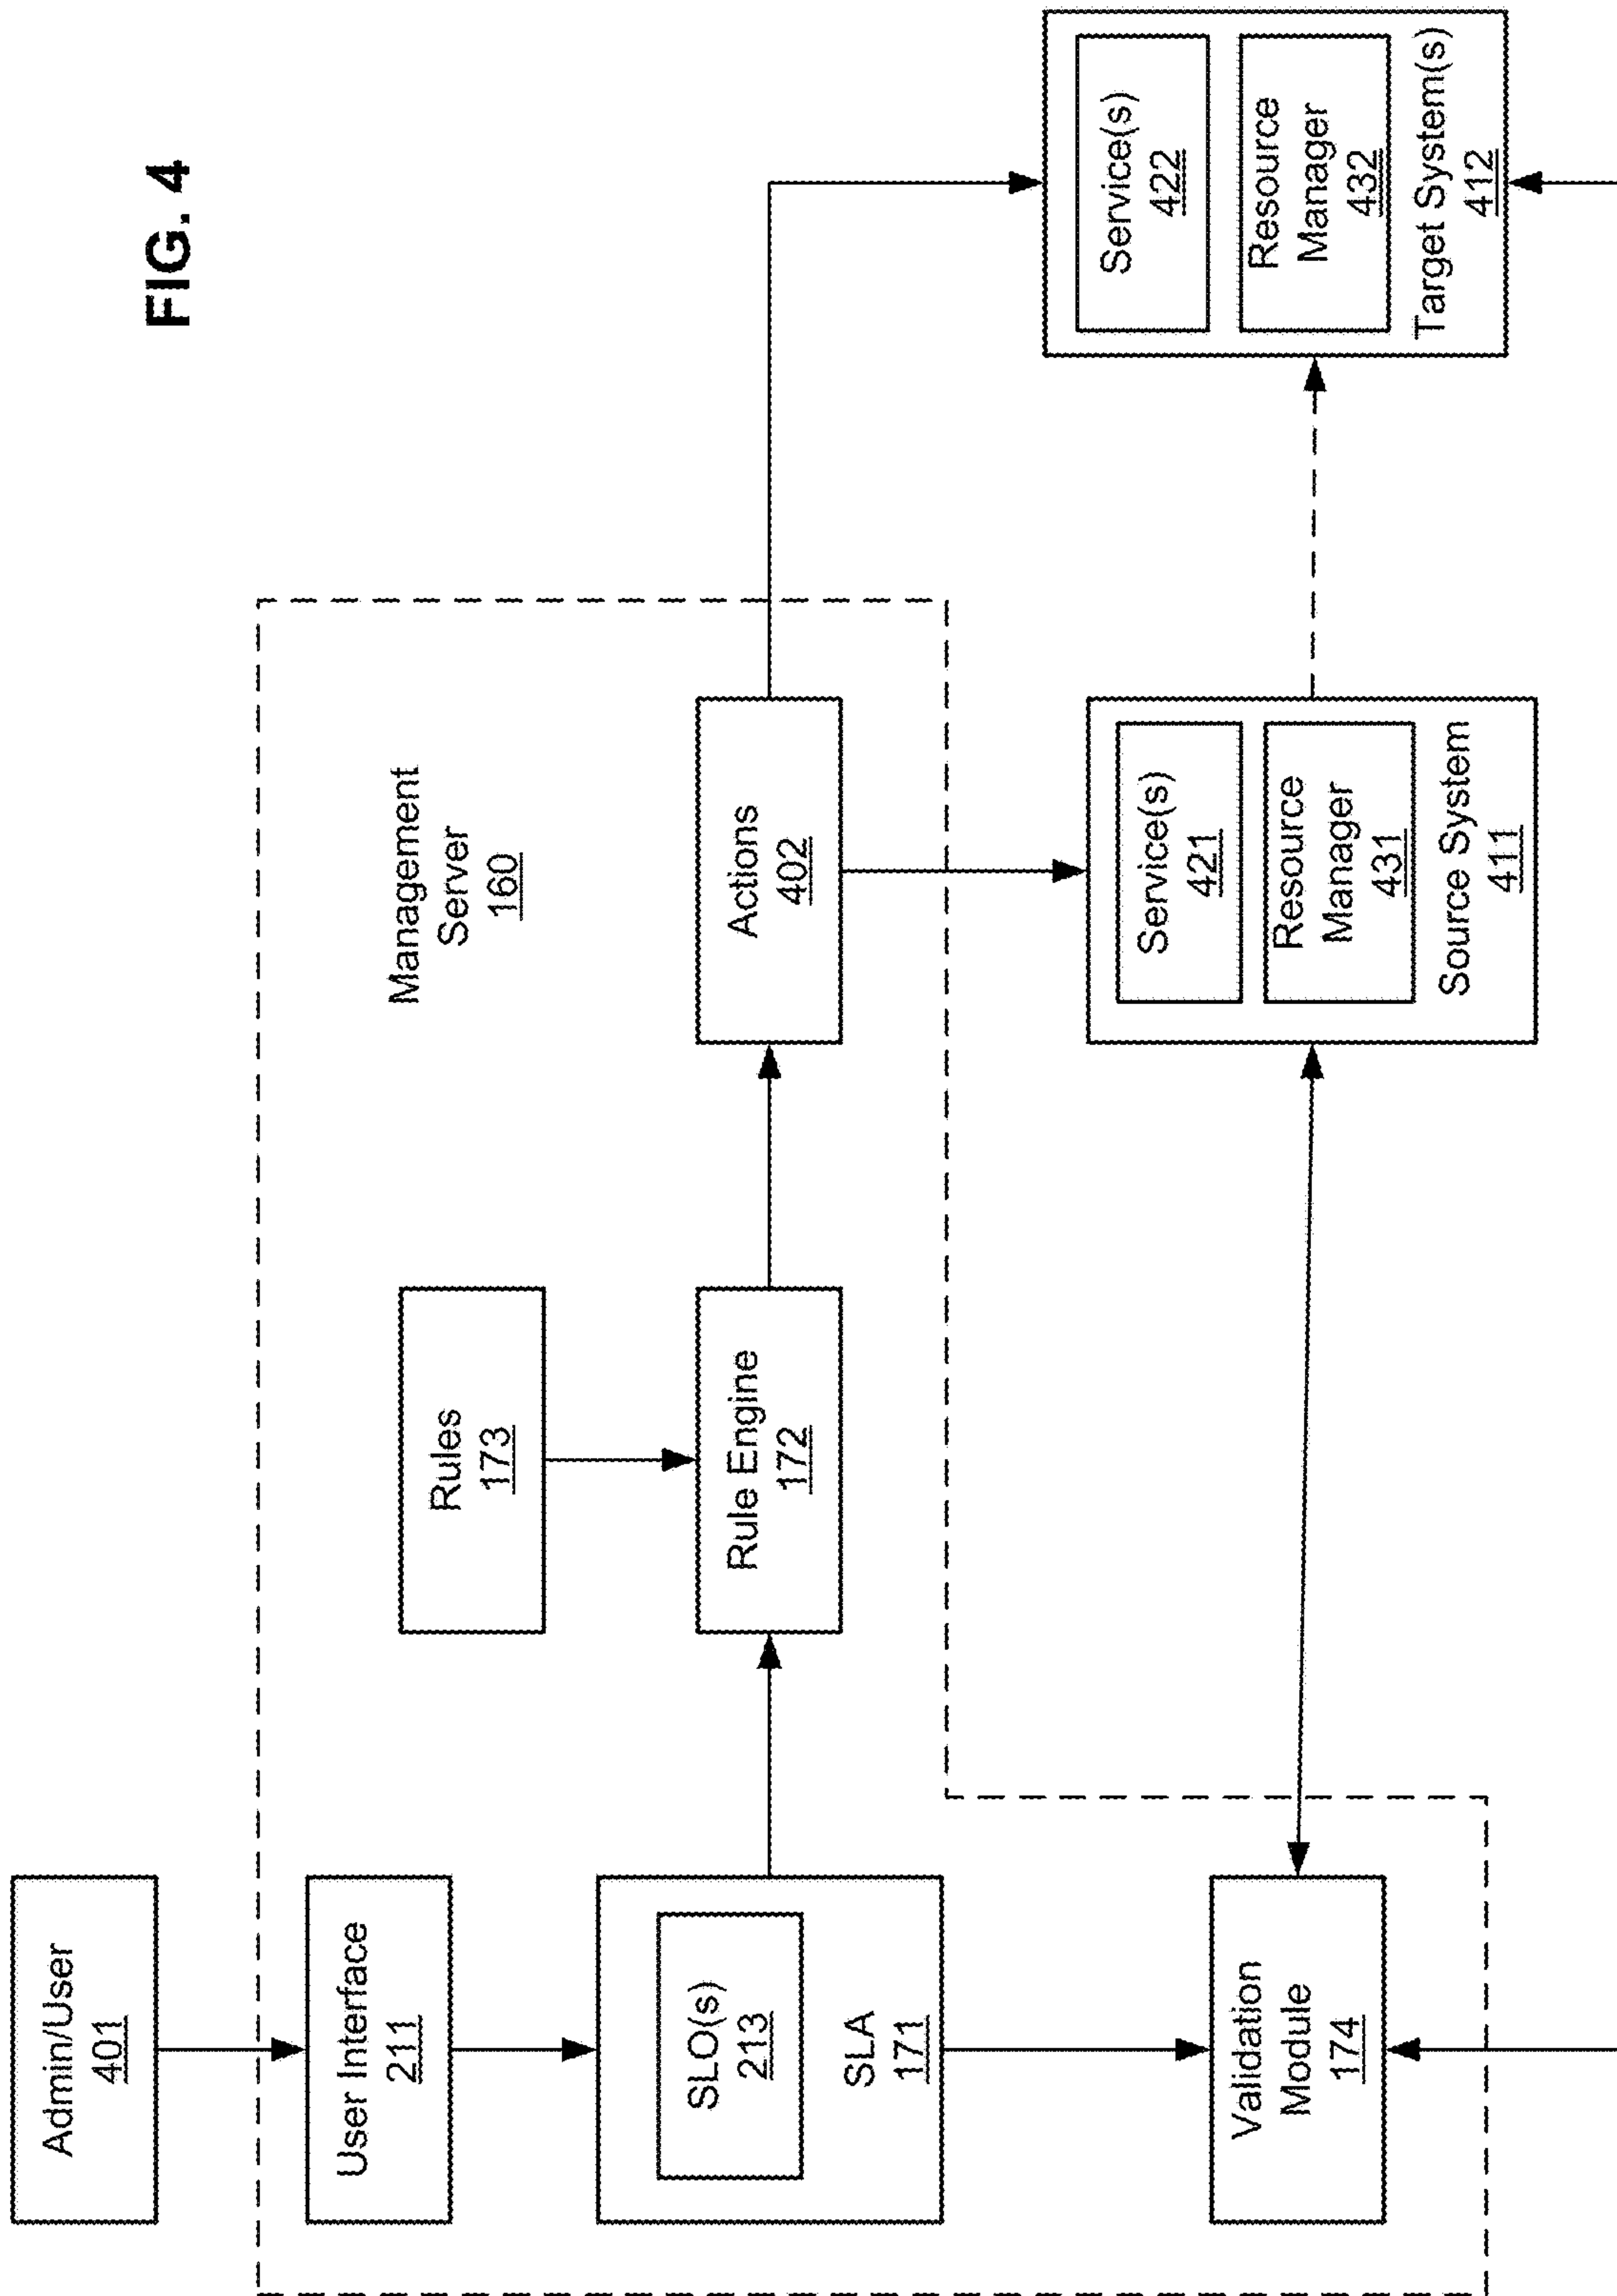 FIG. 4
Admin/User
401
User Interface
211
Management
Server
160
Rules
173
SLO(s)
213
SLA
171
Rule Engine
172
Actions
402
Validation
Module
174
Service(s)
421
Resource
Manager
431
Source System
411
Service(s)
422
Resource
Manager
432
Target System(s)
412